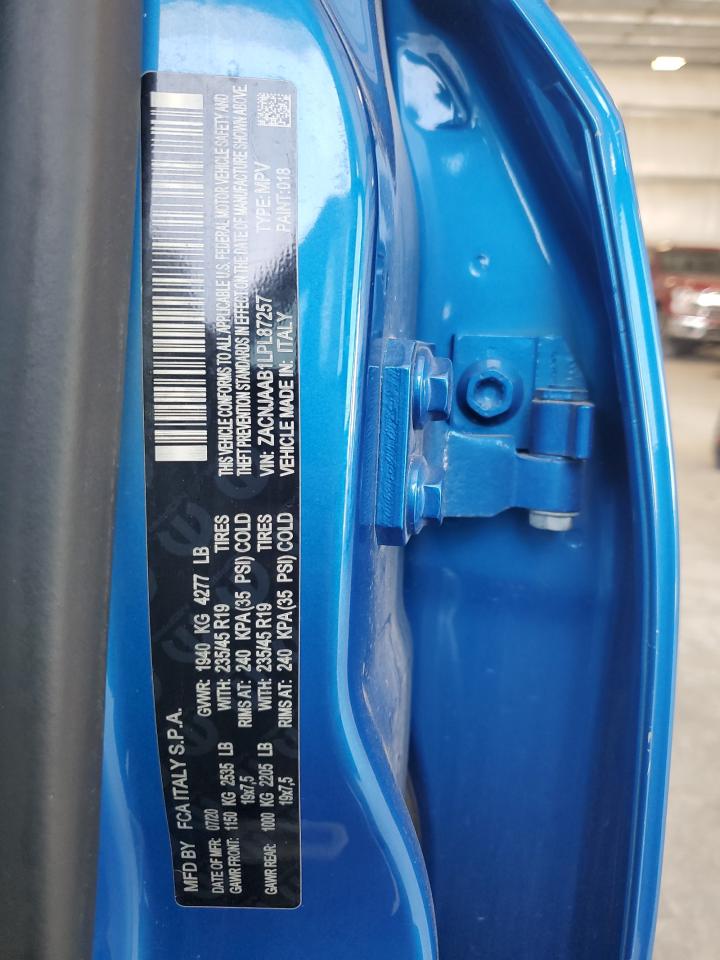 MFD BY FCA ITALY S.P.A.
DATE OF MFR: 07/20 GVWR: 1940 KG 4277 LB
GAWR FRONT: 1150 KG 2535 LB WITH: 235/45 R19 TIRES
19x7,5 RIMS AT: 240 KPA(35 PSI) COLD
GAWR REAR: 1000 KG 2205 LB WITH: 235/45 R19 TIRES
19x7,5 RIMS AT: 240 KPA(35 PSI) COLD
THIS VEHICLE CONFORMS TO ALL APPLICABLE U.S. FEDERAL MOTOR VEHICLE SAFETY AND
THEFT PREVENTION STANDARDS IN EFFECT ON THE DATE OF MANUFACTURE SHOWN ABOVE
VIN: ZACNJAAB1LPL87257 TYPE: MPV
VEHICLE MADE IN: ITALY PAINT: 018